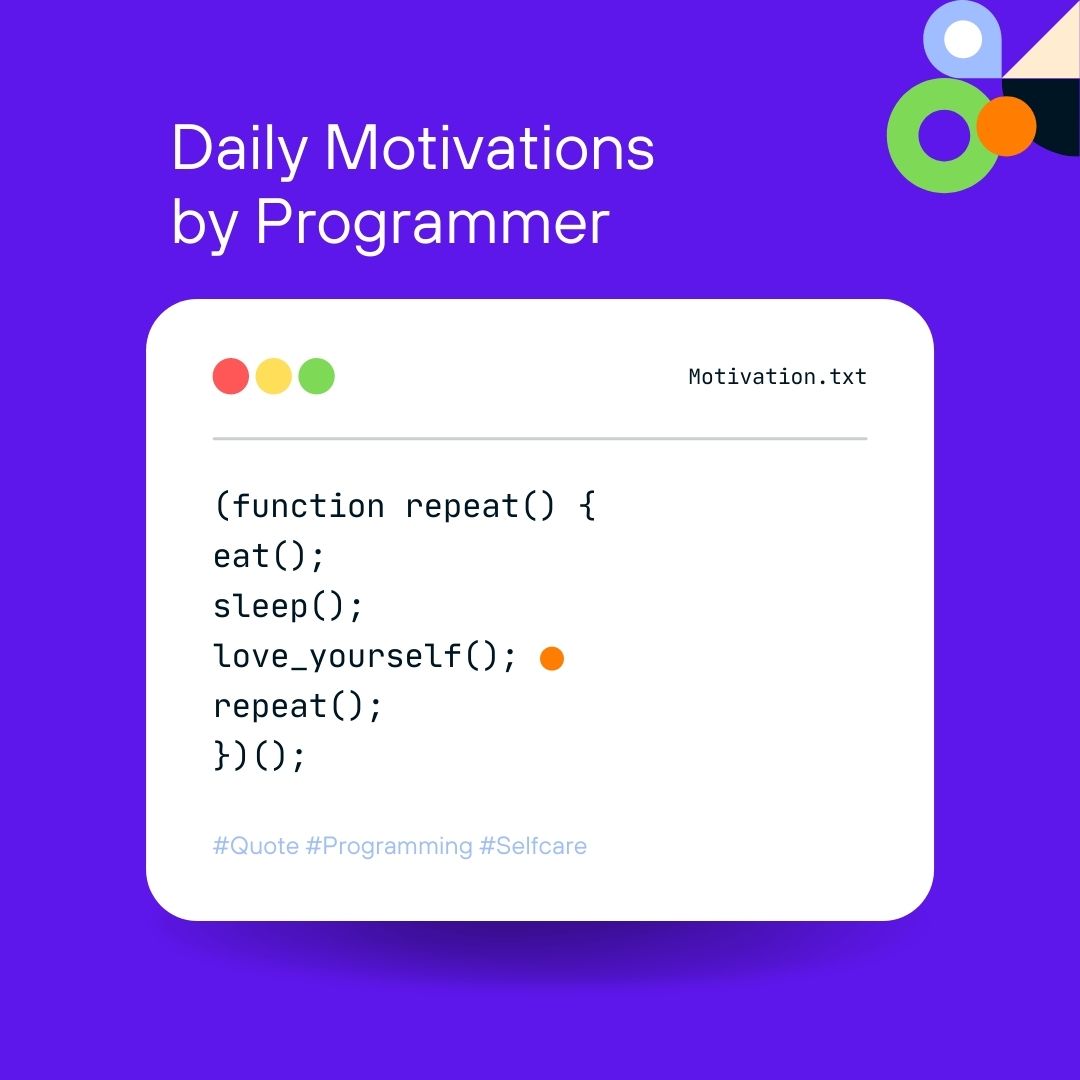 Daily Motivations
by Programmer
Motivation.txt
(function repeat() {
eat();
sleep();
love_yourself();
repeat();
})();
#Quote #Programming #Selfcare